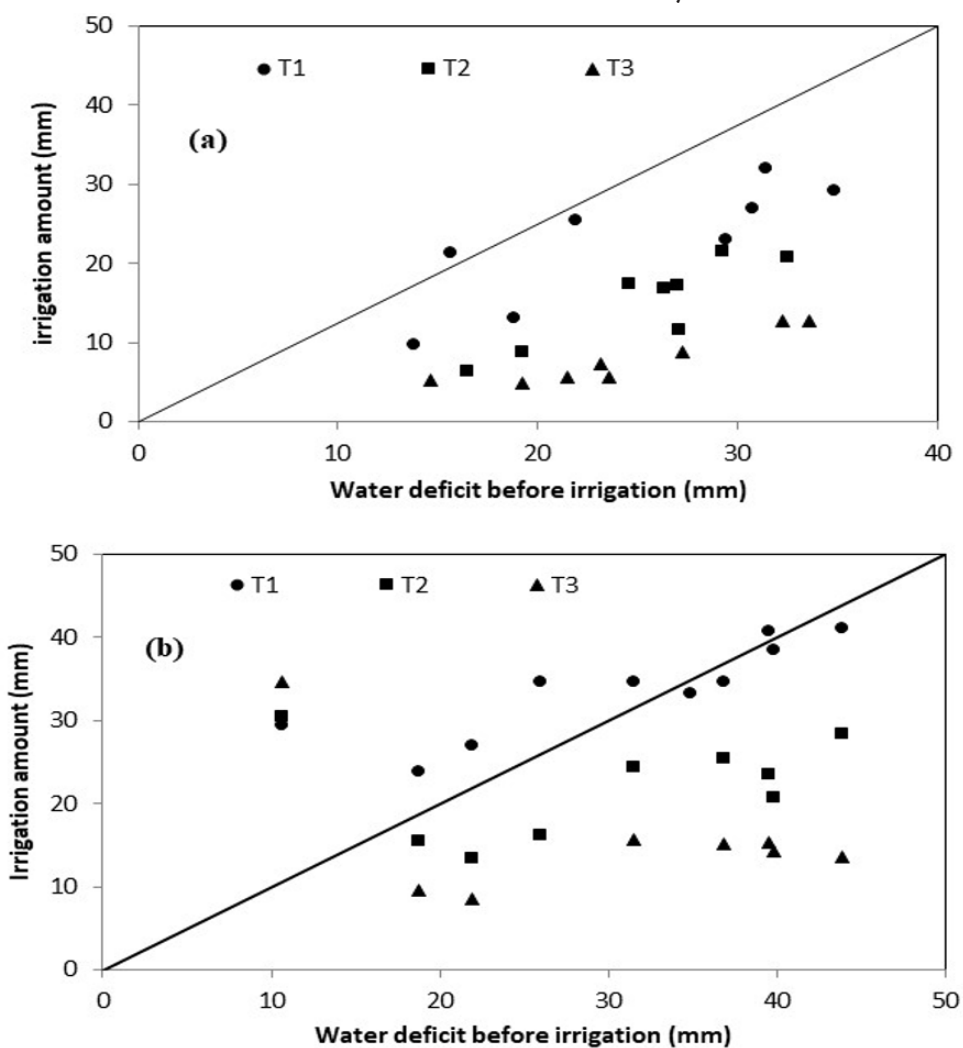 50
T1 T2 T3
40
(a)
30
20
10
0
0 10 20 30 40
irrigation amount (mm)
Water deficit before irrigation (mm)
50
T1 T2 T3
40
(b)
30
20
10
0
0 10 20 30 40 50
Irrigation amount (mm)
Water deficit before irrigation (mm)